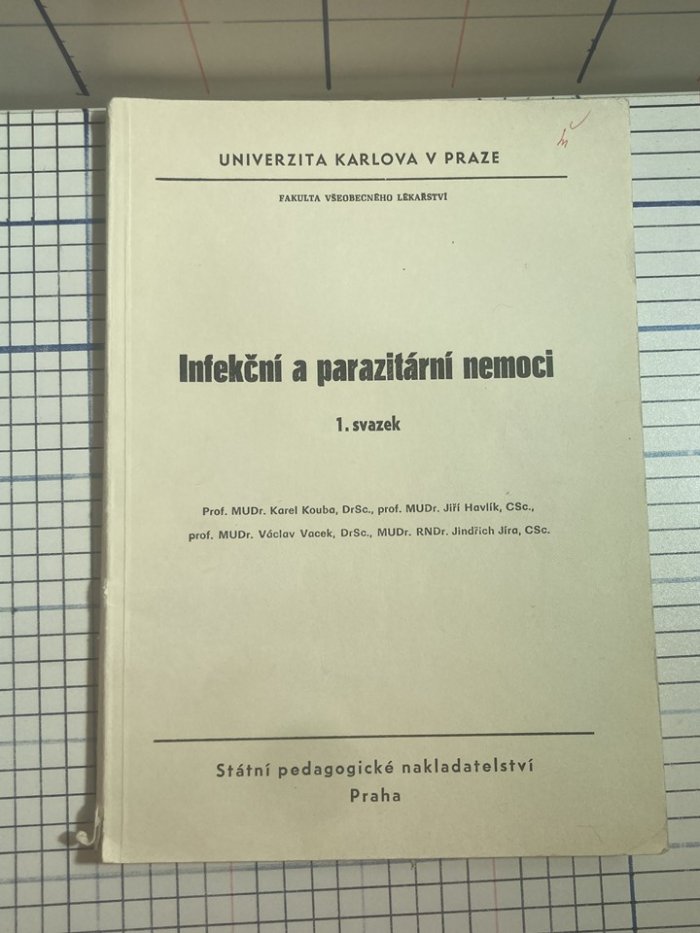 UNIVERZITA KARLOVA V PRAZE
FAKULTA VŠEOBECNÉHO LÉKAŘSTVÍ
Infekční a parazitární nemoci
1. svazek
Prof. MUDr. Karel Kouba, DrSc., prof. MUDr. Jiří Havlík, CSc.,
prof. MUDr. Václav Vacek, DrSc., MUDr. RNDr. Jindřich Jíra, CSc.
Státní pedagogické nakladatelství
Praha